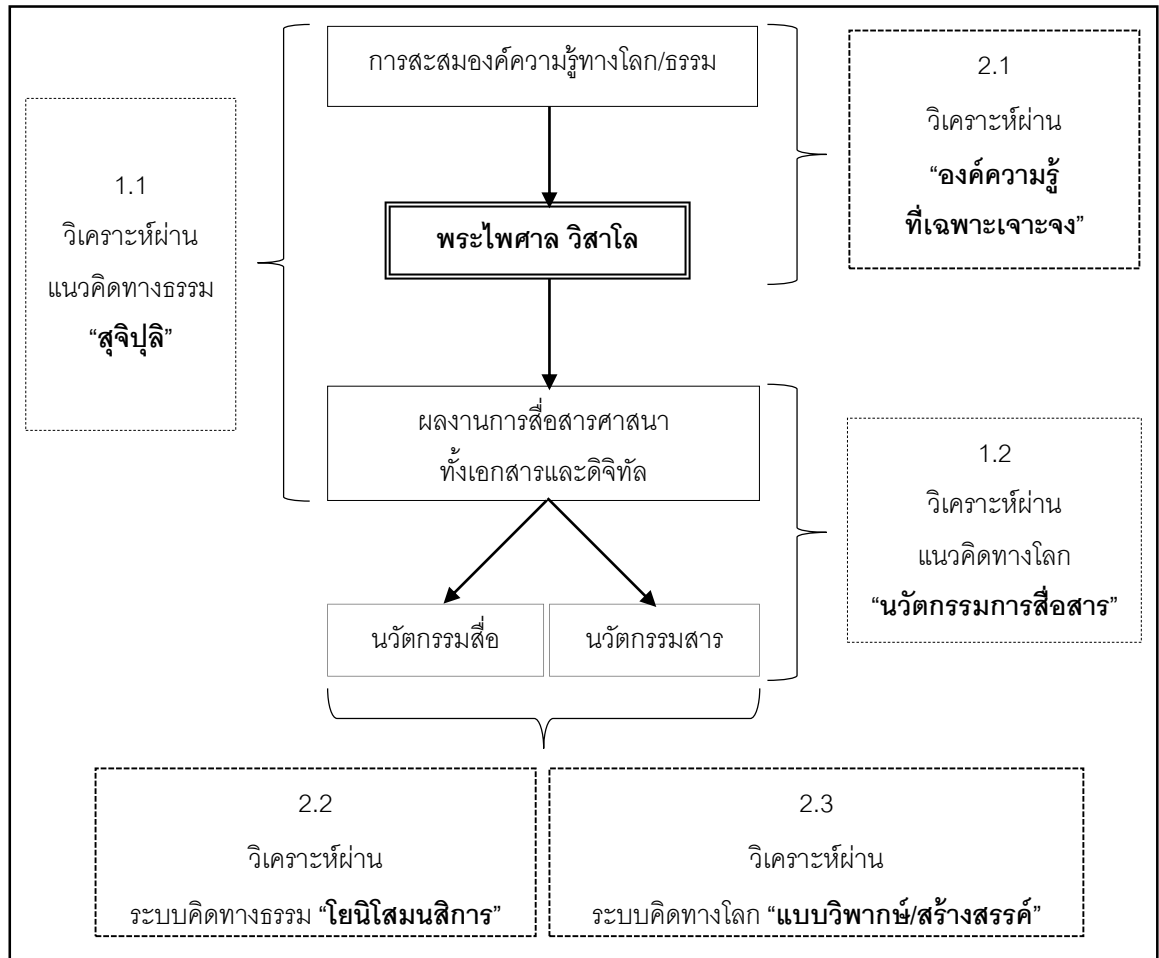 การสะสมองค์ความรู้ทางโลก/ธรรม
2.1
วิเคราะห์ผ่าน
“องค์ความรู้
ที่เฉพาะเจาะจง”
1.1
วิเคราะห์ผ่าน
แนวคิดทางธรรม
“สุจิปุลิ”
พระไพศาล วิสาโล
ผลงานการสื่อสารศาสนา
ทั้งเอกสารและดิจิทัล
1.2
วิเคราะห์ผ่าน
แนวคิดทางโลก
“นวัตกรรมการสื่อสาร”
นวัตกรรมสื่อ
นวัตกรรมสาร
2.2
วิเคราะห์ผ่าน
ระบบคิดทางธรรม “โยนิโสมนสิการ”
2.3
วิเคราะห์ผ่าน
ระบบคิดทางโลก “แบบวิพากษ์/สร้างสรรค์”